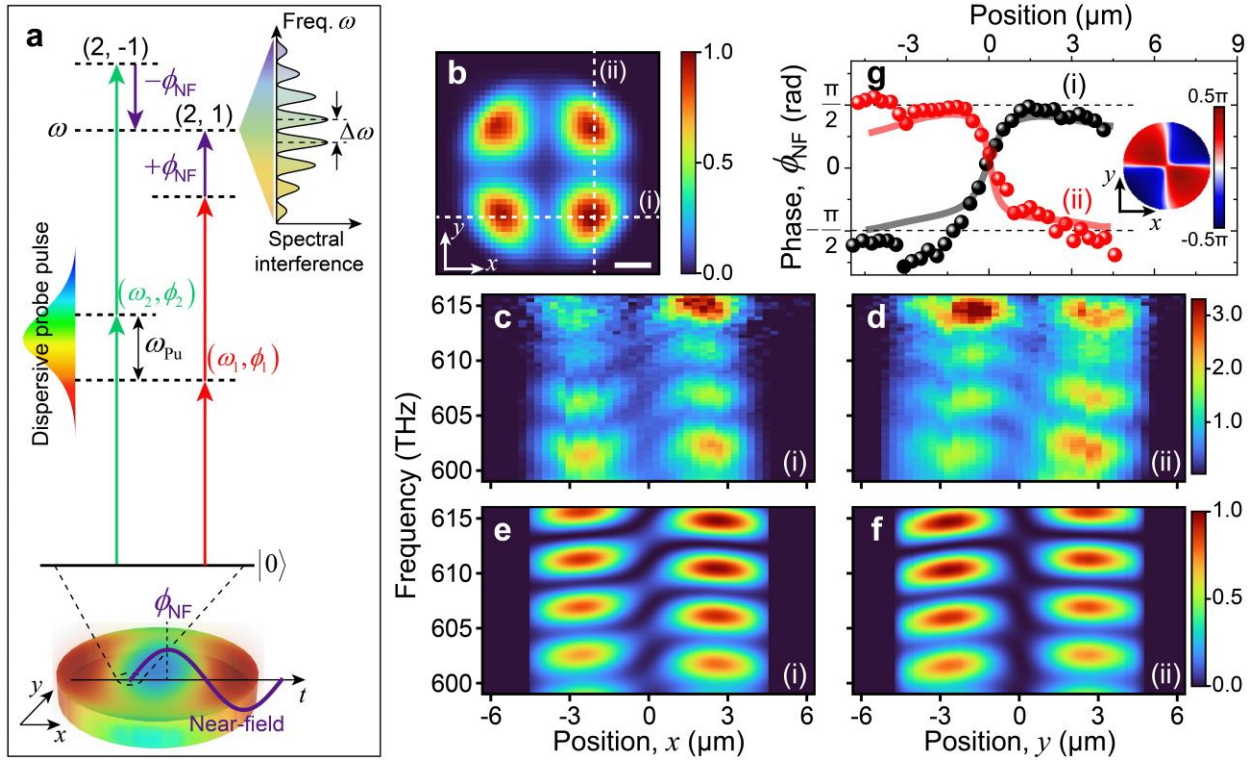 a
Freq. ω
(2, -1)
−ϕNF
(2, 1)
ω
+ϕNF
Δω
Spectral
interference
Dispersive probe pulse
(ω2, ϕ2)
ωPu
(ω1, ϕ1)
|0⟩
ϕNF
y
x
t
Near-field
b
(ii)
(i)
y
x
1.0
0.5
0.0
Position (μm)
-3 0 3 6 9
g
Phase, ϕNF (rad)
π
2
0
−π
2
(i)
(ii)
y
x
0.5π
-0.5π
c
615
610
605
600
(i)
d
(ii)
3.0
2.0
1.0
Frequency (THz)
e
615
610
605
600
(i)
-6 -3 0 3 6
Position, x (μm)
f
(ii)
-6 -3 0 3 6
Position, y (μm)
1.0
0.5
0.0